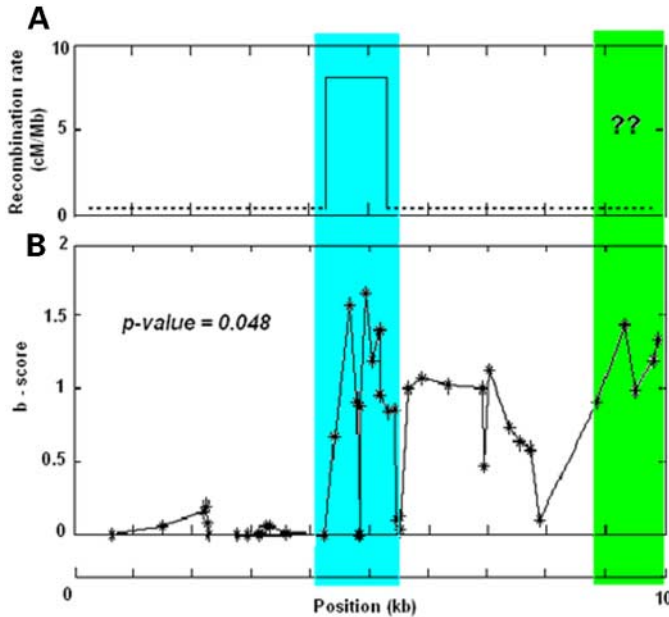 A
10
5
0
Recombination rate
(cM/Mb)
??
B
2
1.5
1
0.5
0
b - score
p-value = 0.048
0
10
Position (kb)